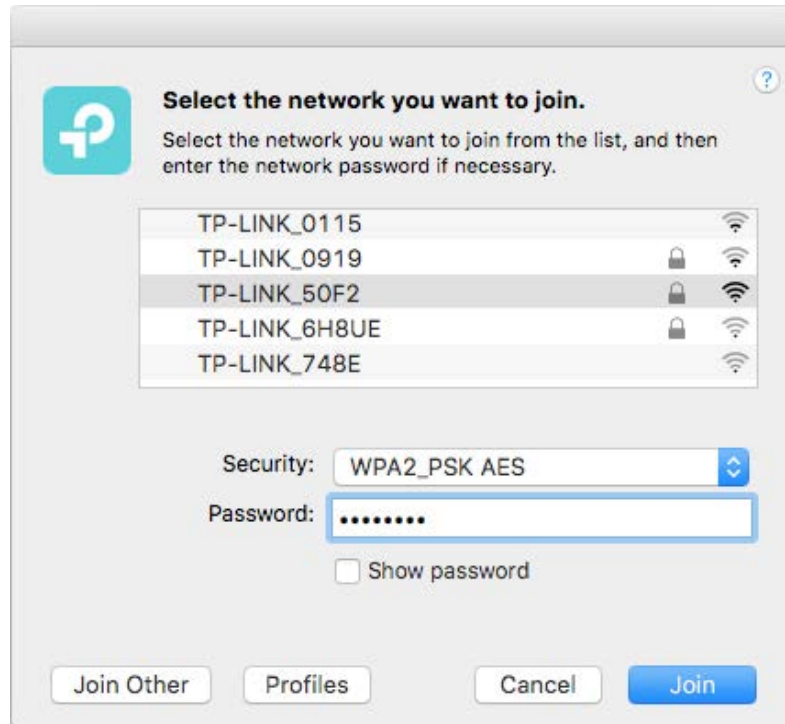 ?
Select the network you want to join.
Select the network you want to join from the list, and then
enter the network password if necessary.
TP-LINK_0115
TP-LINK_0919
TP-LINK_50F2
TP-LINK_6H8UE
TP-LINK_748E
Security: WPA2_PSK AES
Password: ••••••••
Show password
Join Other Profiles Cancel Join